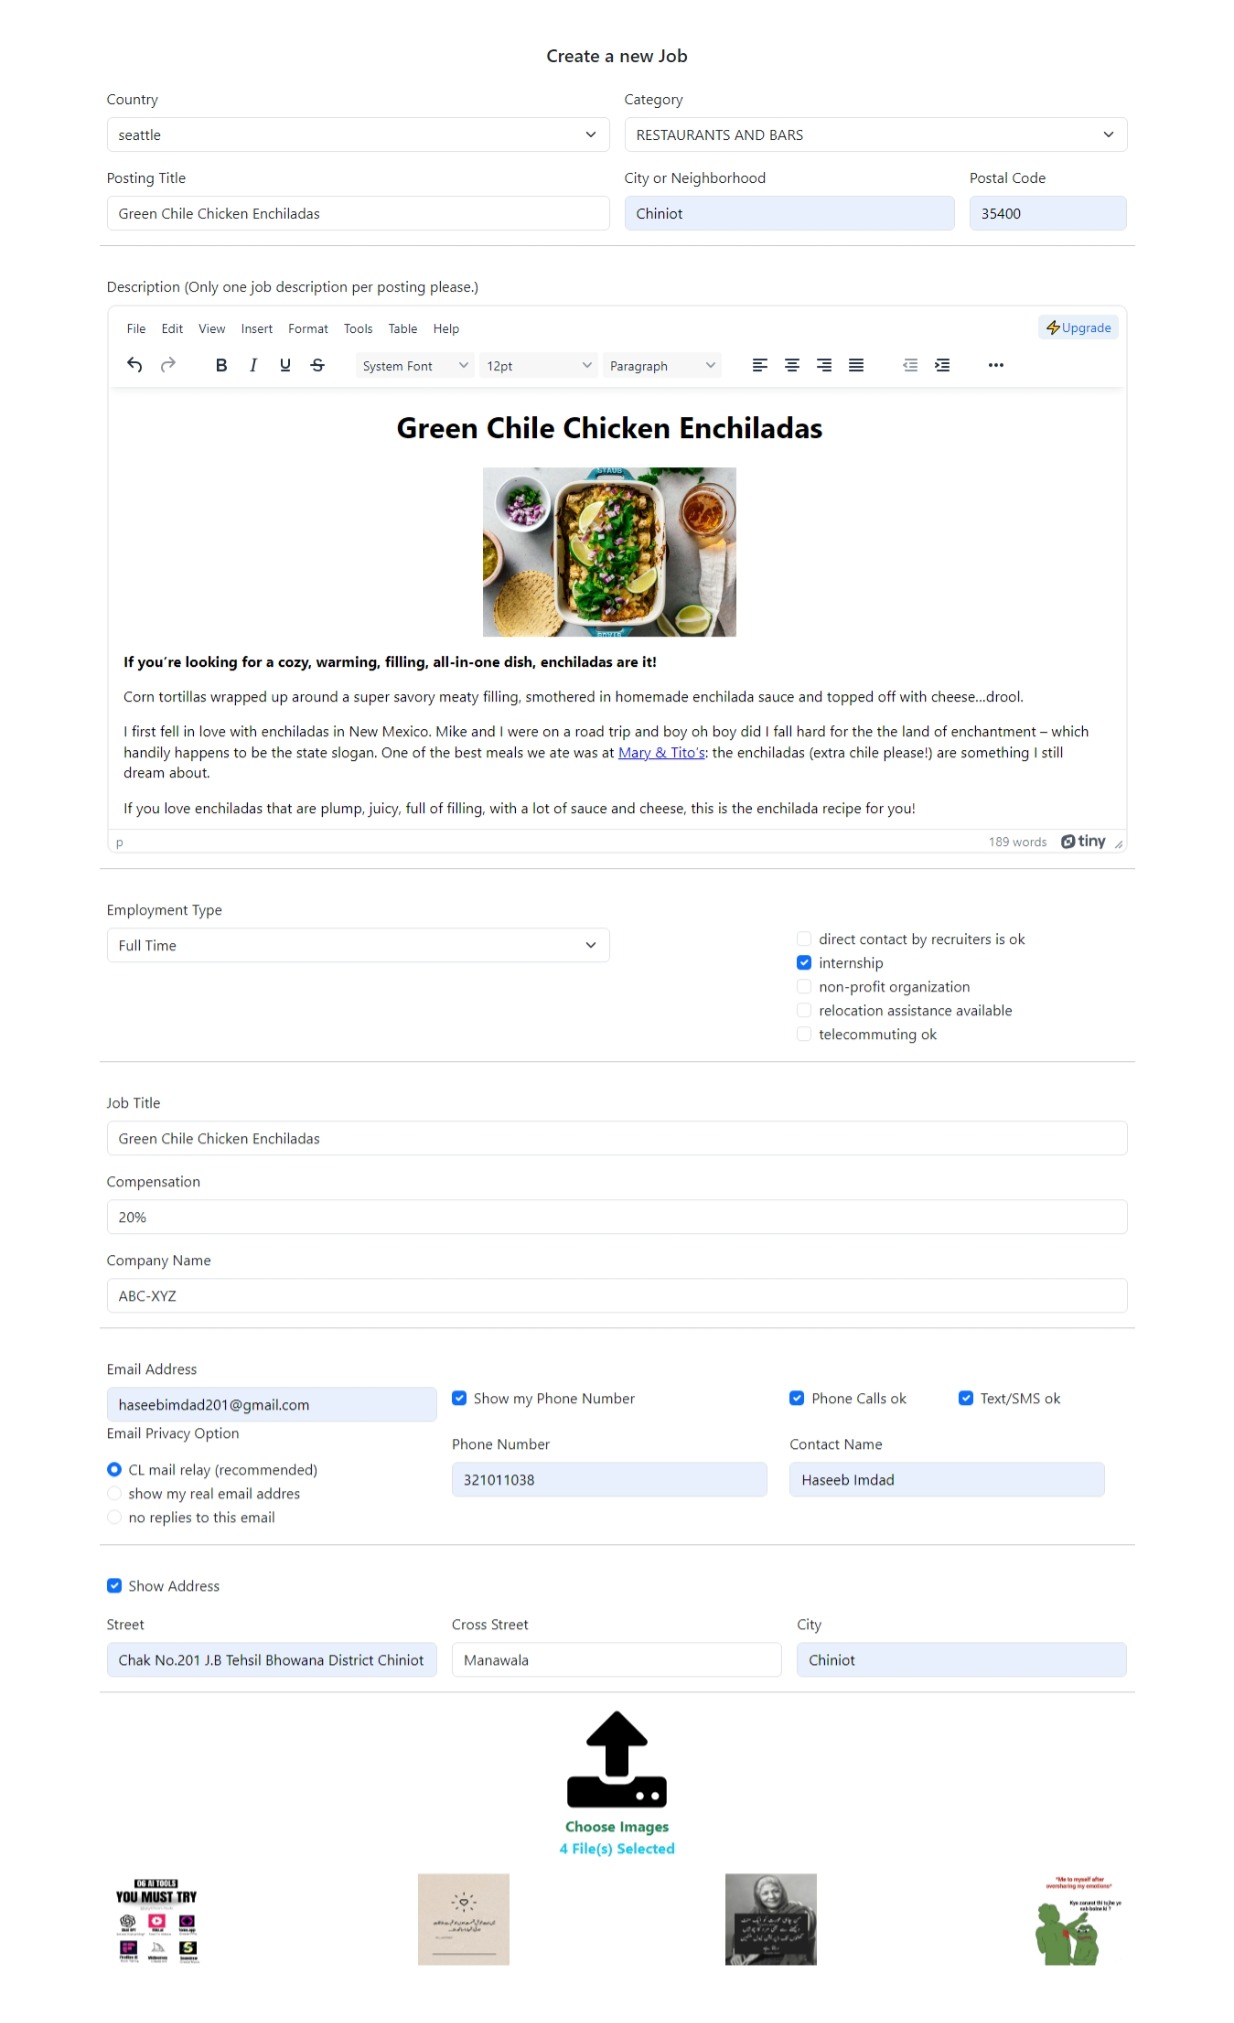 Create a new Job
Country
Category
seattle
RESTAURANTS AND BARS
Posting Title
City or Neighborhood
Postal Code
Green Chile Chicken Enchiladas
Chiniot
35400
Description (Only one job description per posting please.)
File Edit View Insert Format Tools Table Help
Upgrade
B I U S System Font 12pt Paragraph
Green Chile Chicken Enchiladas
STAUB
If you're looking for a cozy, warming, filling, all-in-one dish, enchiladas are it!
Corn tortillas wrapped up around a super savory meaty filling, smothered in homemade enchilada sauce and topped off with cheese...drool.
I first fell in love with enchiladas in New Mexico. Mike and I were on a road trip and boy oh boy did I fall hard for the the land of enchantment – which
handily happens to be the state slogan. One of the best meals we ate was at Mary & Tito's: the enchiladas (extra chile please!) are something I still
dream about.
If you love enchiladas that are plump, juicy, full of filling, with a lot of sauce and cheese, this is the enchilada recipe for you!
p
189 words
tiny
Employment Type
Full Time
direct contact by recruiters is ok
internship
non-profit organization
relocation assistance available
telecommuting ok
Job Title
Green Chile Chicken Enchiladas
Compensation
20%
Company Name
ABC-XYZ
Email Address
haseebimdad201@gmail.com
Show my Phone Number
Phone Calls ok
Text/SMS ok
Email Privacy Option
Phone Number
Contact Name
CL mail relay (recommended)
321011038
Haseeb Imdad
show my real email addres
no replies to this email
Show Address
Street
Cross Street
City
Chak No.201 J.B Tehsil Bhowana District Chiniot
Manawala
Chiniot
Choose Images
4 File(s) Selected
06 AI TOOLS
YOU MUST TRY
"Me to myself after
oversharing my emotions"